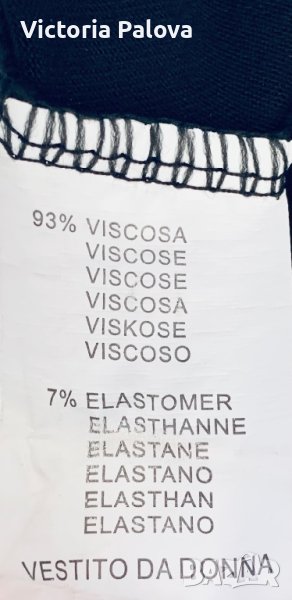 Victoria Palova
93% VISCOSA
VISCOSE
VISCOSE
VISCOSA
VISKOSE
VISCOSO
7% ELASTOMER
ELASTHANNE
ELASTANE
ELASTANO
ELASTHAN
ELASTANO
VESTITO DA DONNA